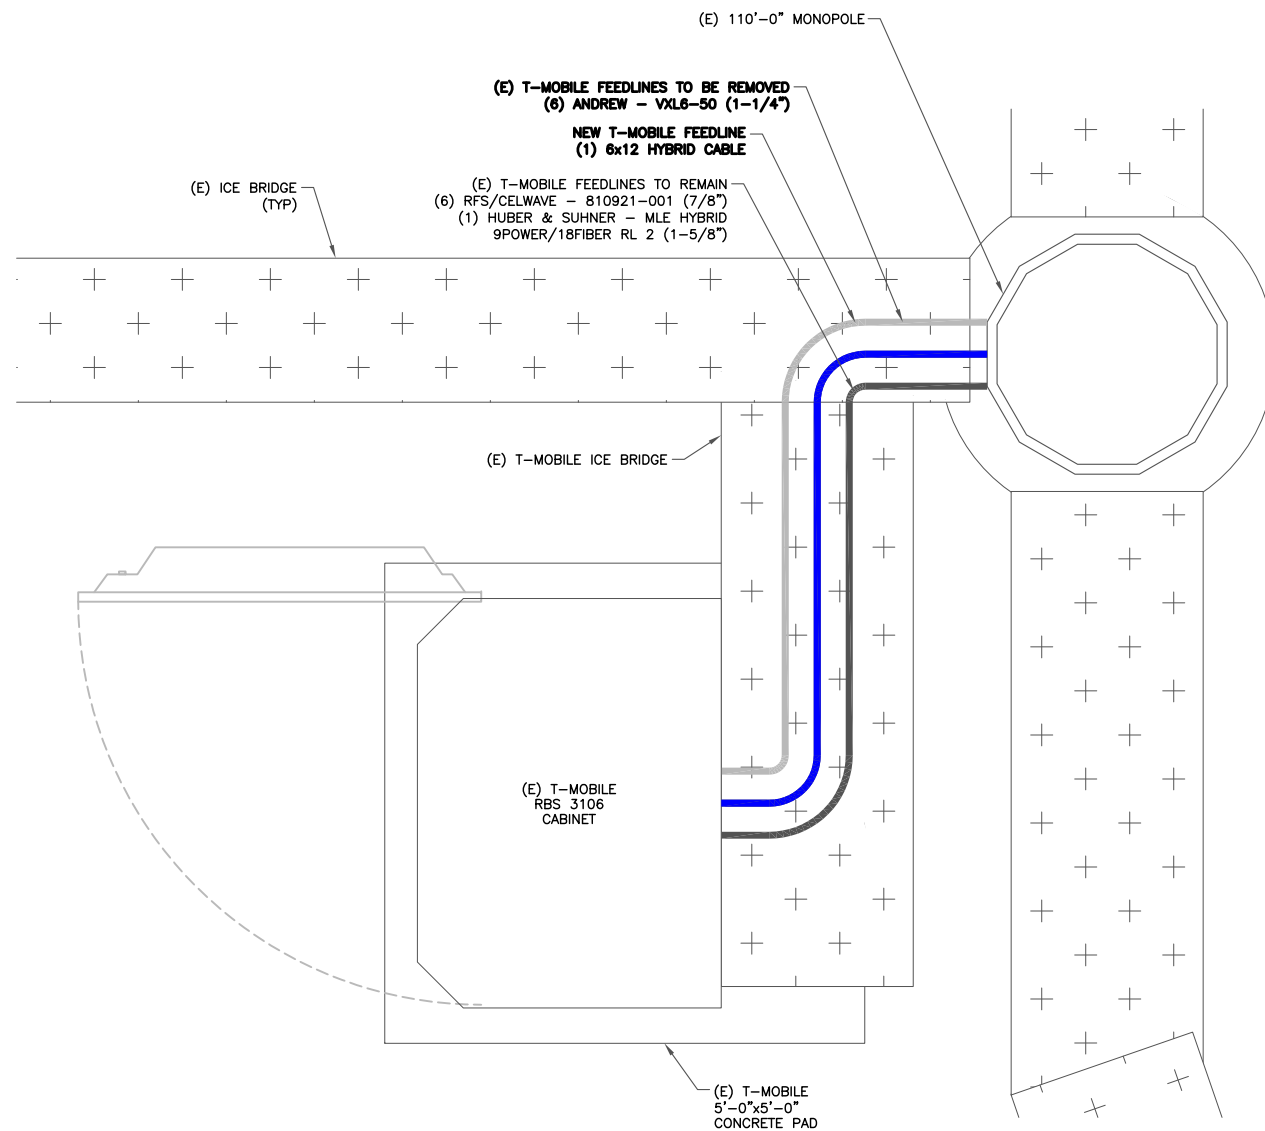 (E) 110'-0" MONOPOLE
(E) T-MOBILE FEEDLINES TO BE REMOVED
(6) ANDREW - VXL6-50 (1-1/4")
NEW T-MOBILE FEEDLINE
(1) 6x12 HYBRID CABLE
(E) T-MOBILE FEEDLINES TO REMAIN
(6) RFS/CELWAVE - 810921-001 (7/8")
(1) HUBER & SUHNER - MLE HYBRID
9POWER/18FIBER RL 2 (1-5/8")
(E) ICE BRIDGE
(TYP)
(E) T-MOBILE ICE BRIDGE
(E) T-MOBILE
RBS 3106
CABINET
(E) T-MOBILE
5'-0"x5'-0"
CONCRETE PAD